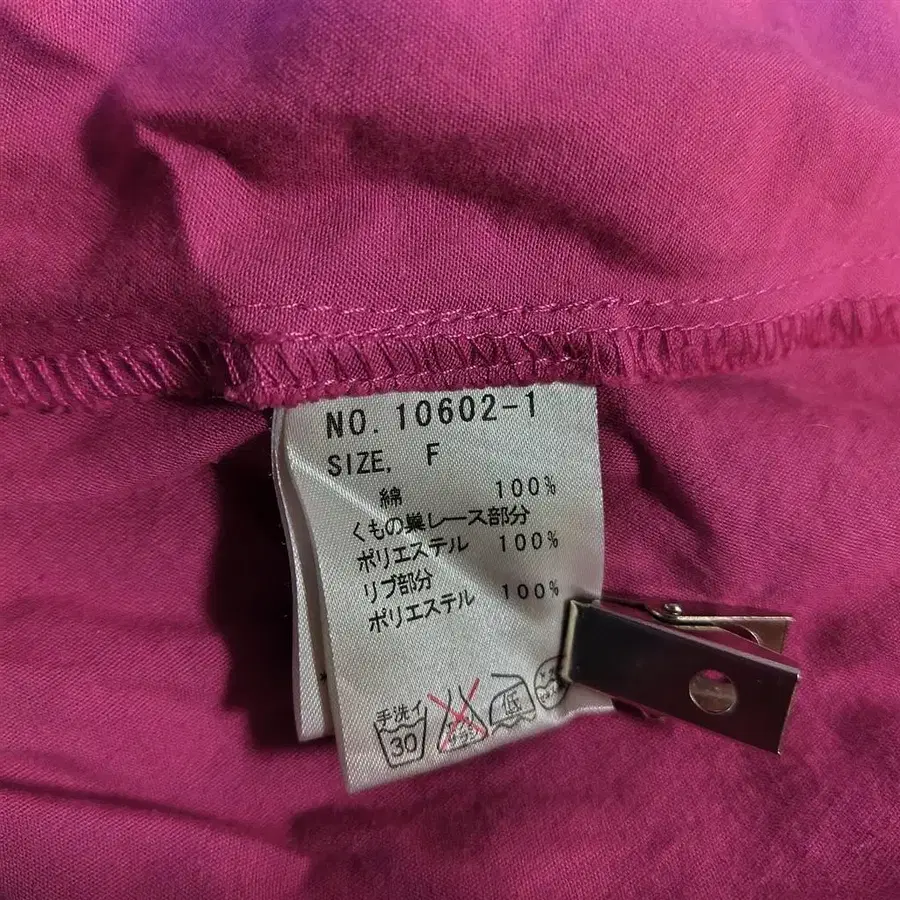 NO. 10602-1
SIZE, F
綿 100%
くもの巣レース部分
ポリエステル 100%
リブ部分
ポリエステル 100%
手洗イ
30
低